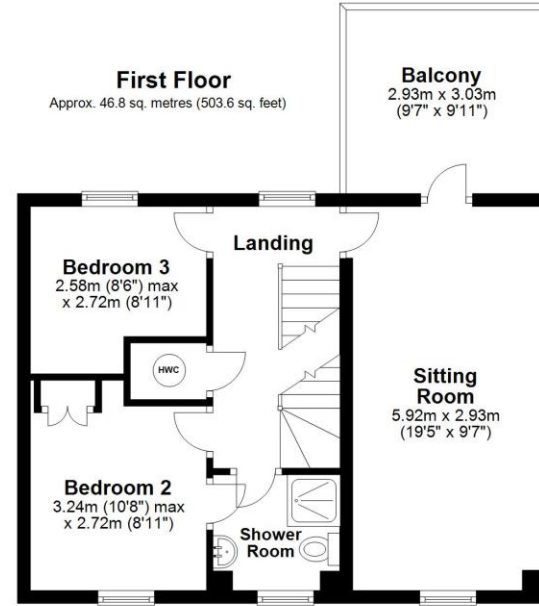 First Floor
Approx. 46.8 sq. metres (503.6 sq. feet)
Balcony
2.93m x 3.03m
(9'7" x 9'11")
Landing
Bedroom 3
2.58m (8'6") max
x 2.72m (8'11")
HWC
Sitting
Room
5.92m x 2.93m
(19'5" x 9'7")
Bedroom 2
3.24m (10'8") max
x 2.72m (8'11")
Shower
Room